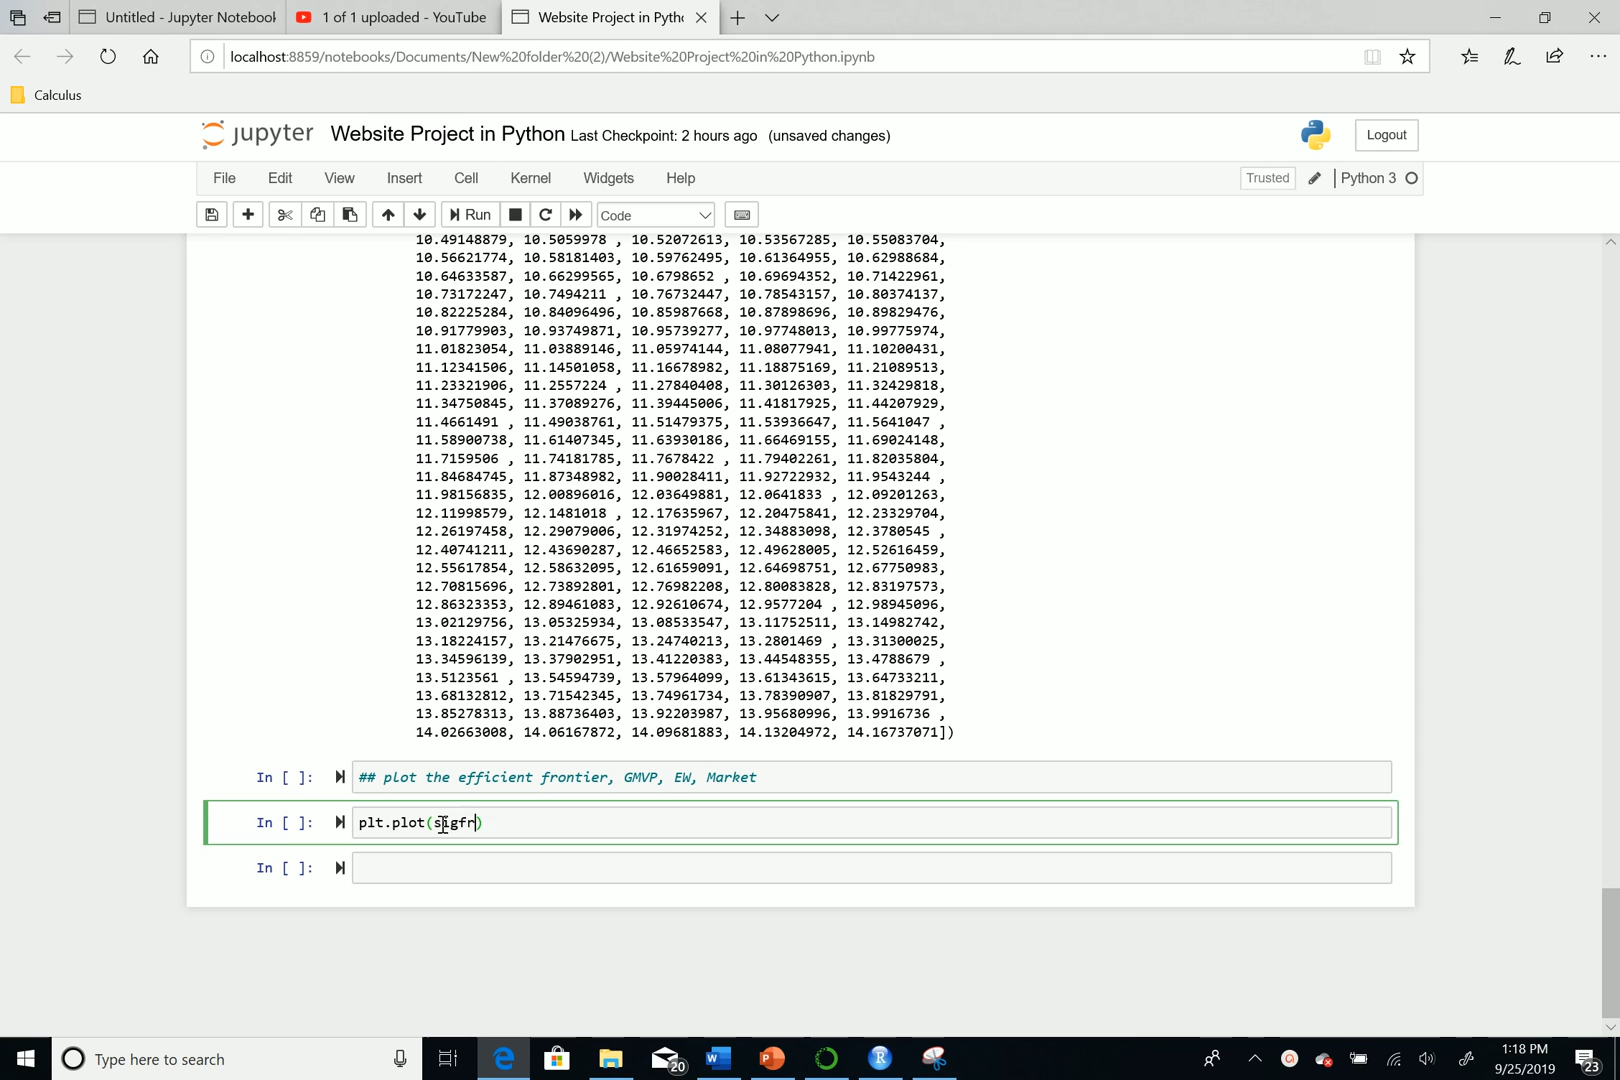 Untitled - Jupyter Notebook
1 of 1 uploaded - YouTube
Website Project in Pytho
localhost:8859/notebooks/Documents/New%20folder%20(2)/Website%20Project%20in%20Python.ipynb
Calculus
jupyter Website Project in Python Last Checkpoint: 2 hours ago (unsaved changes)
Logout
File Edit View Insert Cell Kernel Widgets Help
Trusted
Python 3
Run
Code
10.49148879, 10.5059978 , 10.52072613, 10.53567285, 10.55083704,
10.56621774, 10.58181403, 10.59762495, 10.61364955, 10.62988684,
10.64633587, 10.66299565, 10.6798652 , 10.69694352, 10.71422961,
10.73172247, 10.7494211 , 10.76732447, 10.78543157, 10.80374137,
10.82225284, 10.84096496, 10.85987668, 10.87898696, 10.89829476,
10.91779903, 10.93749871, 10.95739277, 10.97748013, 10.99775974,
11.01823054, 11.03889146, 11.05974144, 11.08077941, 11.10200431,
11.12341506, 11.14501058, 11.16678982, 11.18875169, 11.21089513,
11.23321906, 11.2557224 , 11.27840408, 11.30126303, 11.32429818,
11.34750845, 11.37089276, 11.39445006, 11.41817925, 11.44207929,
11.4661491 , 11.49038761, 11.51479375, 11.53936647, 11.5641047 ,
11.58900738, 11.61407345, 11.63930186, 11.66469155, 11.69024148,
11.7159506 , 11.74181785, 11.7678422 , 11.79402261, 11.82035804,
11.84684745, 11.87348982, 11.90028411, 11.92722932, 11.9543244 ,
11.98156835, 12.00896016, 12.03649881, 12.0641833 , 12.09201263,
12.11998579, 12.1481018 , 12.17635967, 12.20475841, 12.23329704,
12.26197458, 12.29079006, 12.31974252, 12.34883098, 12.3780545 ,
12.40741211, 12.43690287, 12.46652583, 12.49628005, 12.52616459,
12.55617854, 12.58632095, 12.61659091, 12.64698751, 12.67750983,
12.70815696, 12.73892801, 12.76982208, 12.80083828, 12.83197573,
12.86323353, 12.89461083, 12.92610674, 12.9577204 , 12.98945096,
13.02129756, 13.05325934, 13.08533547, 13.11752511, 13.14982742,
13.18224157, 13.21476675, 13.24740213, 13.2801469 , 13.31300025,
13.34596139, 13.37902951, 13.41220383, 13.44548355, 13.4788679 ,
13.5123561 , 13.54594739, 13.57964099, 13.61343615, 13.64733211,
13.68132812, 13.71542345, 13.74961734, 13.78390907, 13.81829791,
13.85278313, 13.88736403, 13.92203987, 13.95680996, 13.9916736 ,
14.02663008, 14.06167872, 14.09681883, 14.13204972, 14.16737071])
In [ ]: ## plot the efficient frontier, GMVP, EW, Market
In [ ]: plt.plot(sigfr)
In [ ]:
Type here to search
20
1:18 PM
9/25/2019
23